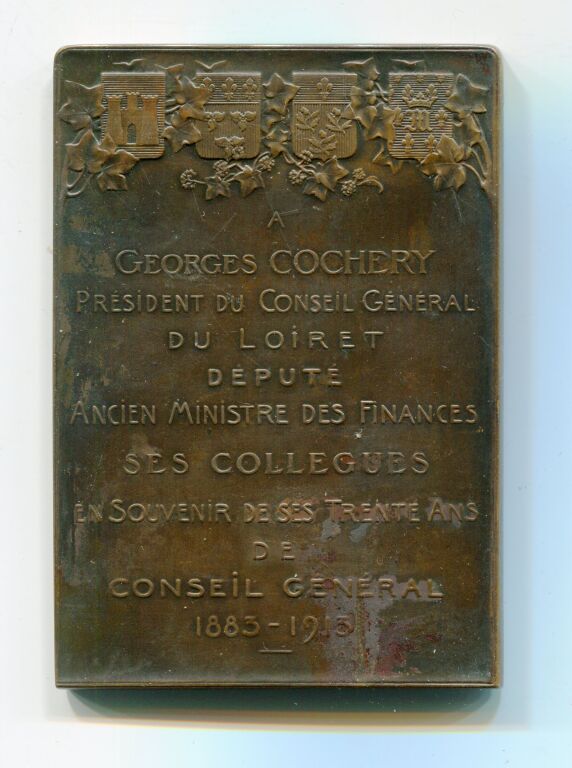 A
GEORGES COCHERY
PRÉSIDENT DU CONSEIL GÉNÉRAL
DU LOIRET
DÉPUTÉ
ANCIEN MINISTRE DES FINANCES
SES COLLEGUES
EN SOUVENIR DE SES TRENTE ANS
DE
CONSEIL GÉNÉRAL
1883-1913